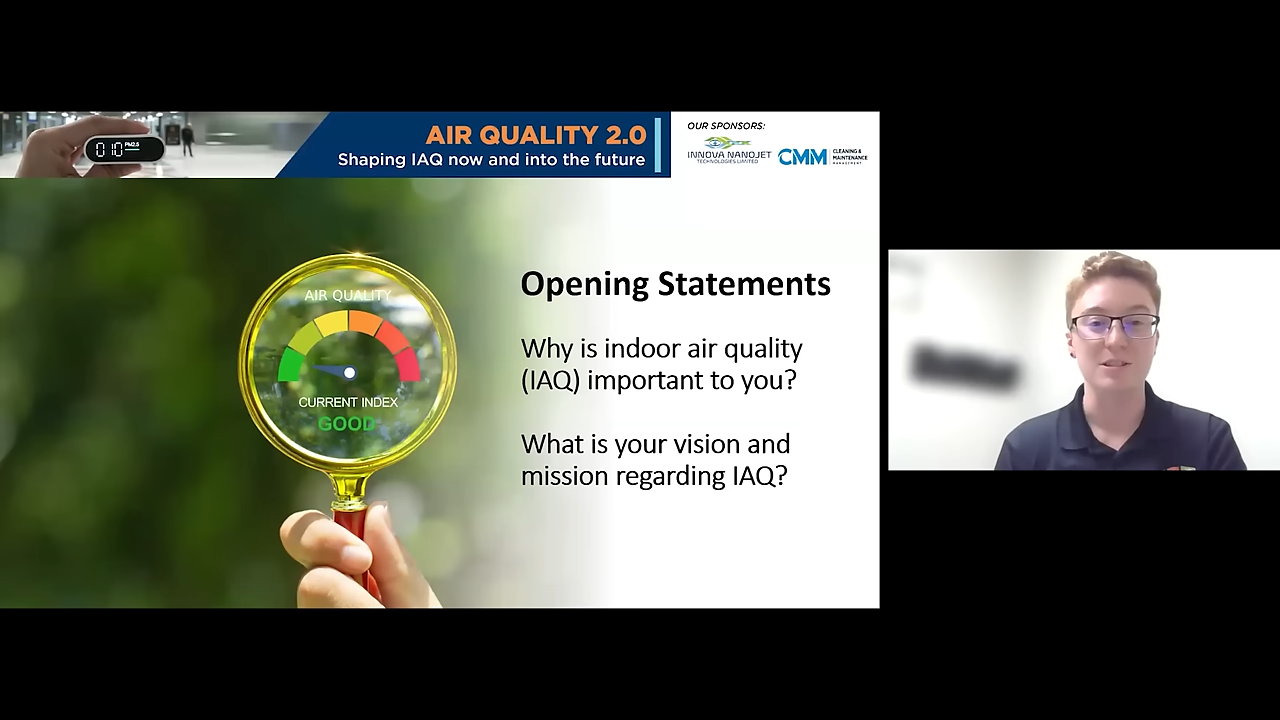 010 PM2.5
AIR QUALITY 2.0
Shaping IAQ now and into the future
OUR SPONSORS:
INNOVA NANOJET
TECHNOLOGIES LIMITED
CMM CLEANING &
MAINTENANCE
MANAGEMENT
AIR QUALITY
CURRENT INDEX
GOOD
Opening Statements
Why is indoor air quality
(IAQ) important to you?
What is your vision and
mission regarding IAQ?